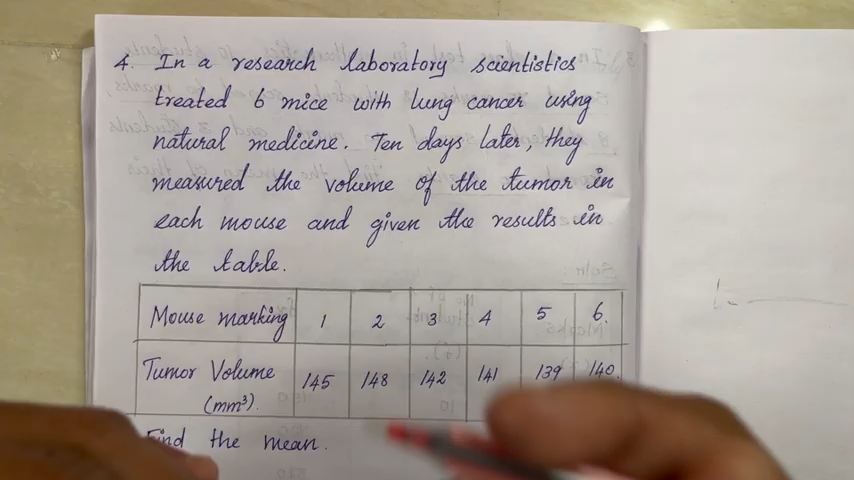 4. In a research laboratory scientistics
treated 6 mice with lung cancer using
natural medicine. Ten days later, they
measured the volume of the tumor in
each mouse and given the results in
the table.
Mouse marking 1 2 3 4 5 6.
Tumor Volume (mm³). 145 148 142 141 139 140.
Find the mean.